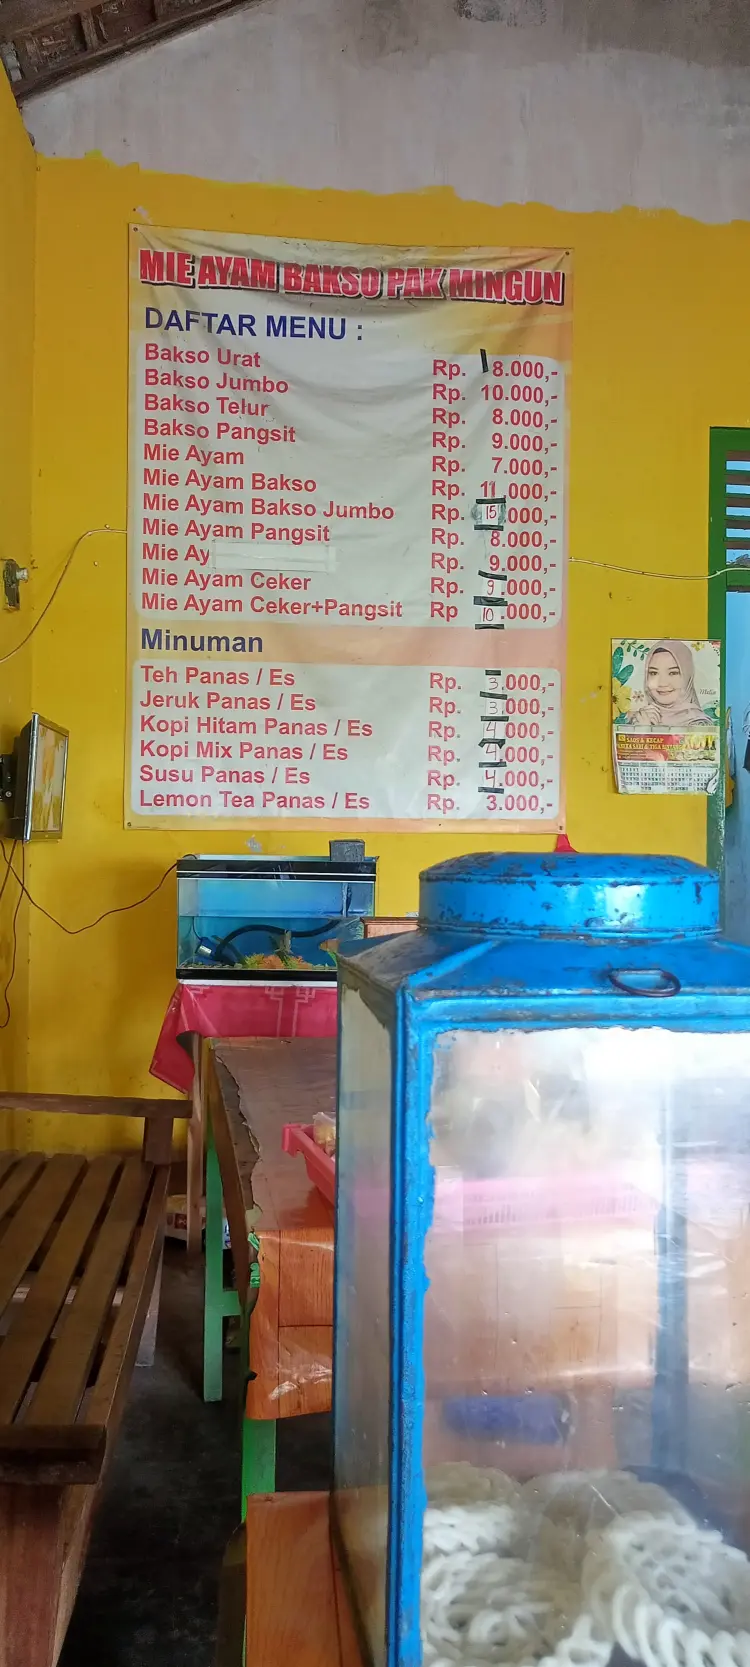 MIE AYAM BAKSO PAK MINGUN
DAFTAR MENU :
Bakso Urat Rp. 8.000,-
Bakso Jumbo Rp. 10.000,-
Bakso Telur Rp. 8.000,-
Bakso Pangsit Rp. 9.000,-
Mie Ayam Rp. 7.000,-
Mie Ayam Bakso Rp. 11.000,-
Mie Ayam Bakso Jumbo Rp. 15.000,-
Mie Ayam Pangsit Rp. 8.000,-
Mie Ay Rp. 9.000,-
Mie Ayam Ceker Rp. 9.000,-
Mie Ayam Ceker+Pangsit Rp 10.000,-
Minuman
Teh Panas / Es Rp. 3.000,-
Jeruk Panas / Es Rp. 3.000,-
Kopi Hitam Panas / Es Rp. 4.000,-
Kopi Mix Panas / Es Rp. 4.000,-
Susu Panas / Es Rp. 4.000,-
Lemon Tea Panas / Es Rp. 3.000,-
SAOS & KECAP